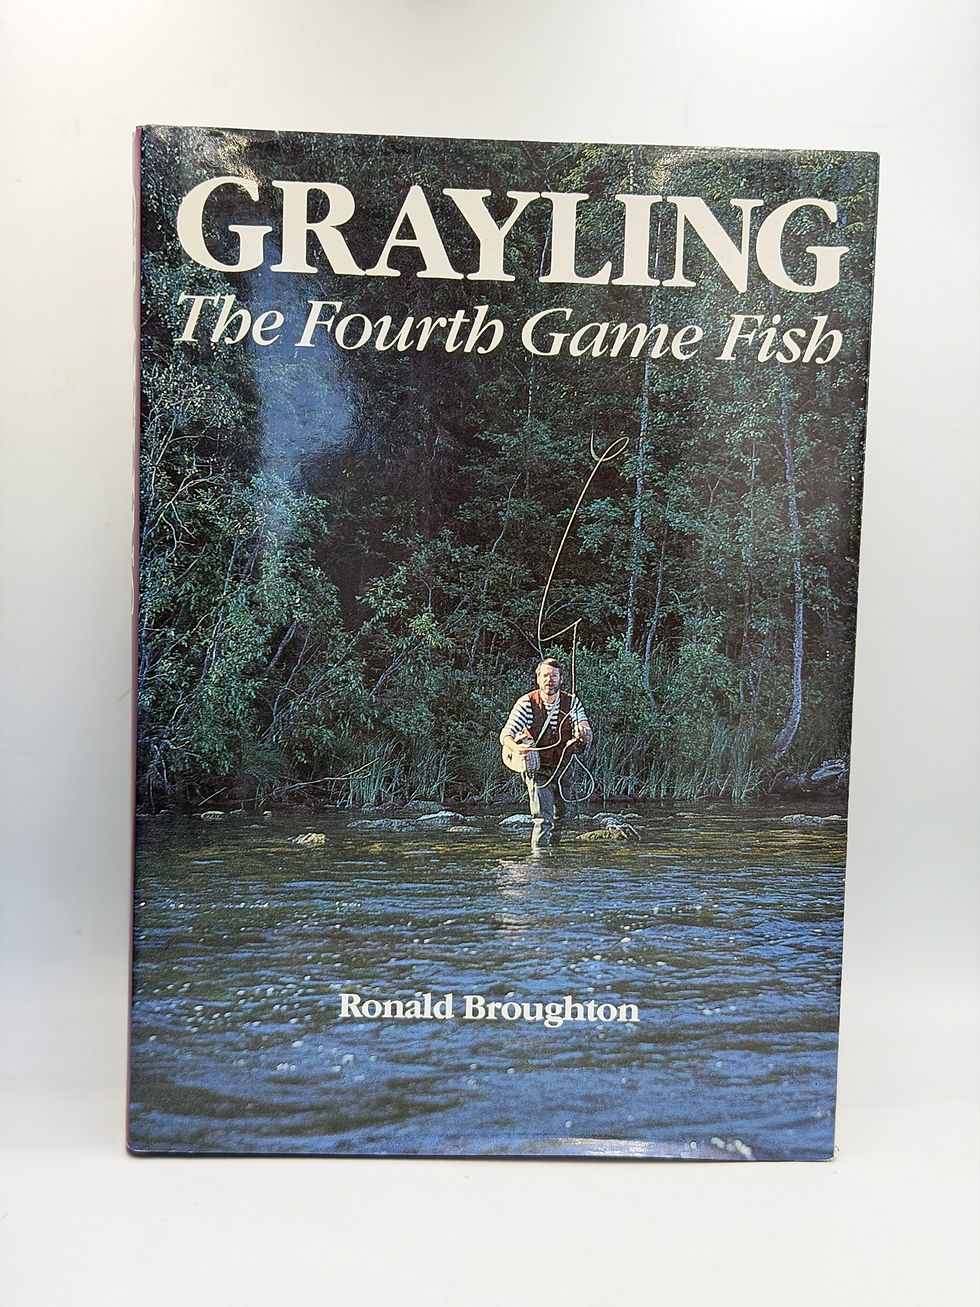 GRAYLING
The Fourth Game Fish
Ronald Broughton